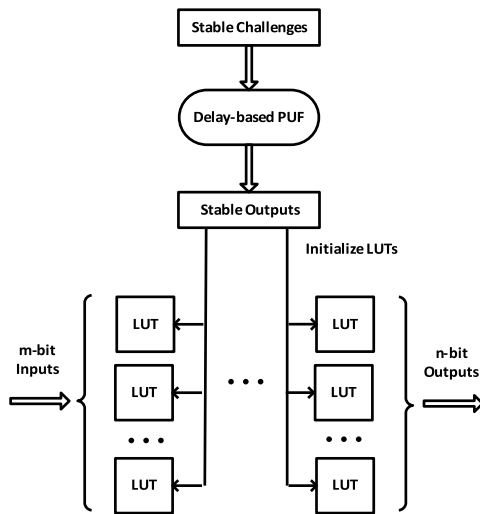 Stable Challenges
Delay-based PUF
Stable Outputs
Initialize LUTs
LUT
LUT
m-bit
Inputs
n-bit
Outputs
LUT
• • •
LUT
• • •
• • •
LUT
LUT